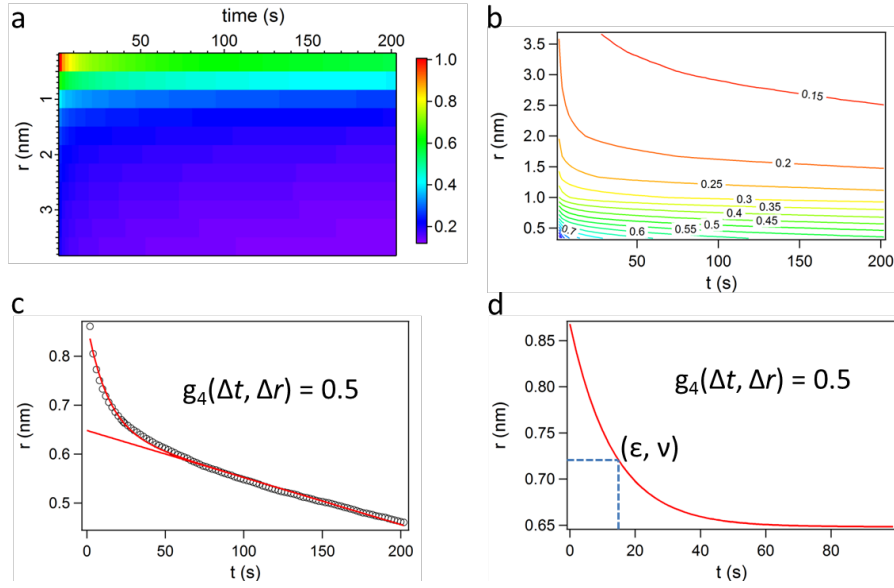 a
time (s)
50 100 150 200
r (nm)
1
2
3
1.0
0.8
0.6
0.4
0.2
b
r (nm)
3.5
3.0
2.5
2.0
1.5
1.0
0.5
0.15
0.2
0.25
0.3
0.35
0.4
0.45
0.5
0.55
0.6
0.7
50 100 150 200
t (s)
c
r (nm)
0.8
0.7
0.6
0.5
g₄(Δt, Δr) = 0.5
0 50 100 150 200
t (s)
d
r (nm)
0.85
0.80
0.75
0.70
0.65
g₄(Δt, Δr) = 0.5
(ε, ν)
0 20 40 60 80
t (s)